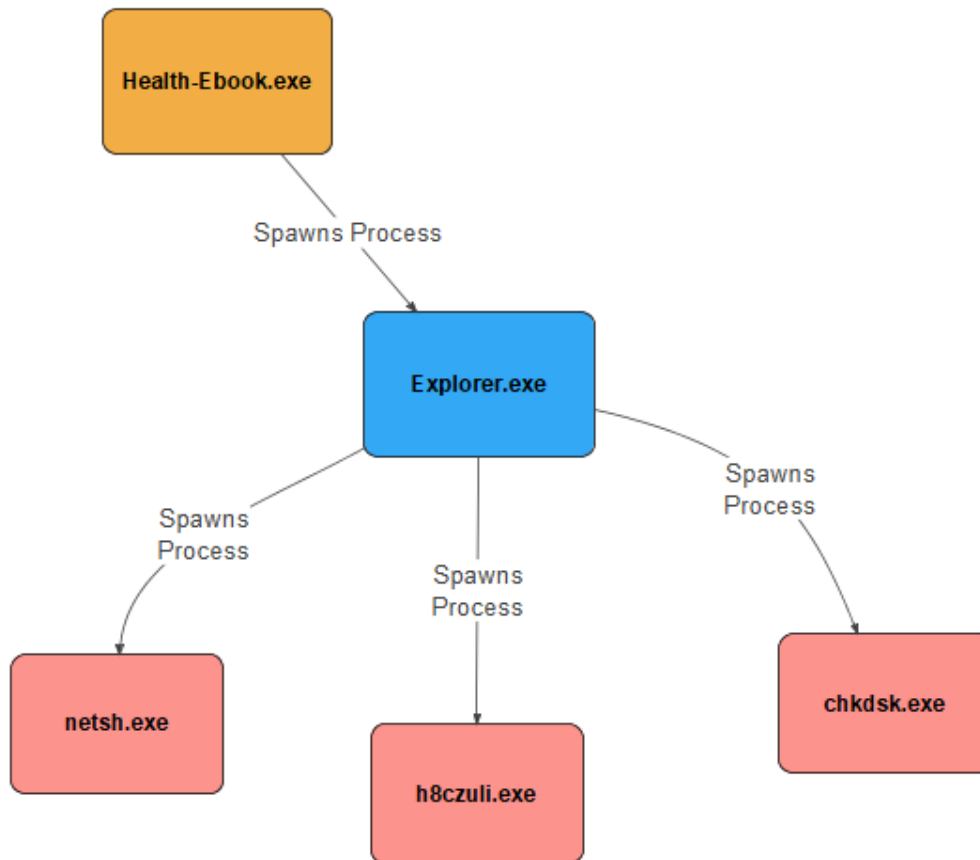 Health-Ebook.exe
Spawns Process
Explorer.exe
Spawns
Process
Spawns
Process
Spawns
Process
netsh.exe
h8czuli.exe
chkdsk.exe